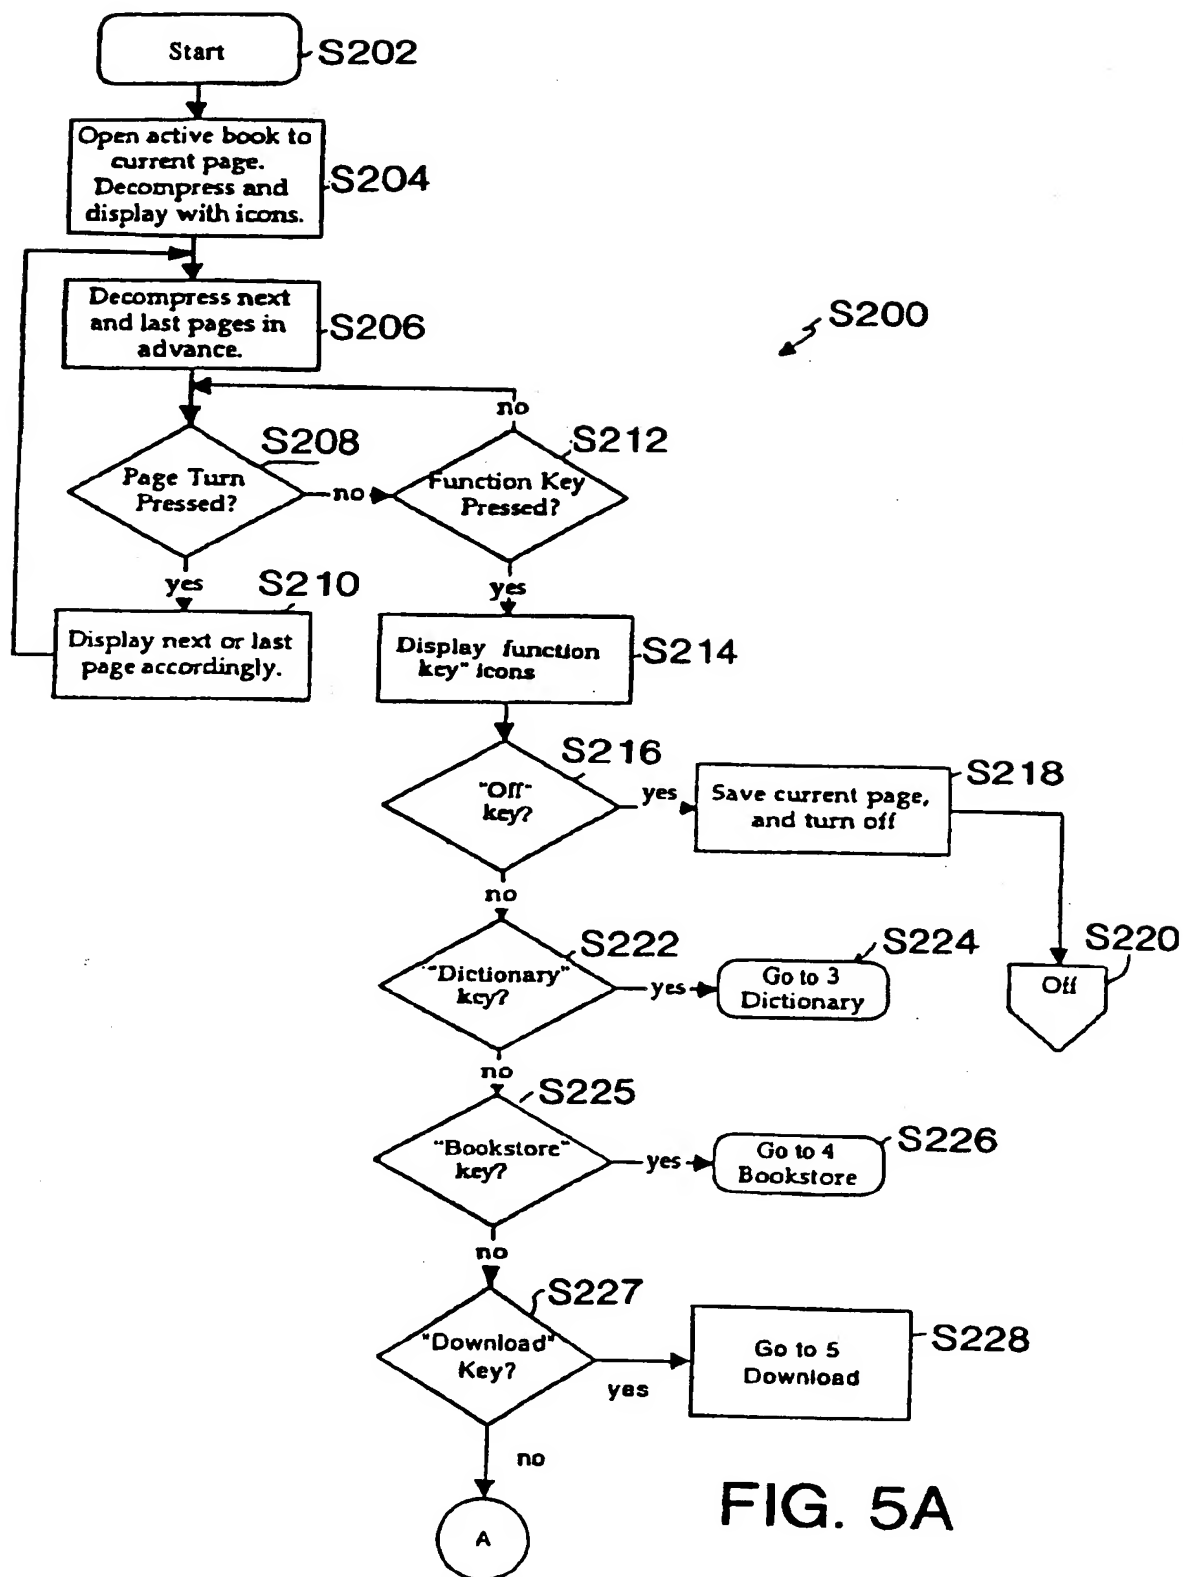 Start
S202
Open active book to
current page.
Decompress and
display with icons.
S204
Decompress next
and last pages in
advance.
S206
S200
no
S208
S212
Page Turn
Pressed?
no
Function Key
Pressed?
yes
S210
yes
Display next or last
page accordingly.
Display function
key" icons
S214
S216
"Off"
key?
yes
Save current page,
and turn off
S218
no
S222
"Dictionary"
key?
yes
Go to 3
Dictionary
S224
S220
Off
no
S225
"Bookstore"
key?
yes
Go to 4
Bookstore
S226
no
S227
"Download"
Key?
yes
Go to 5
Download
S228
no
A
FIG. 5A